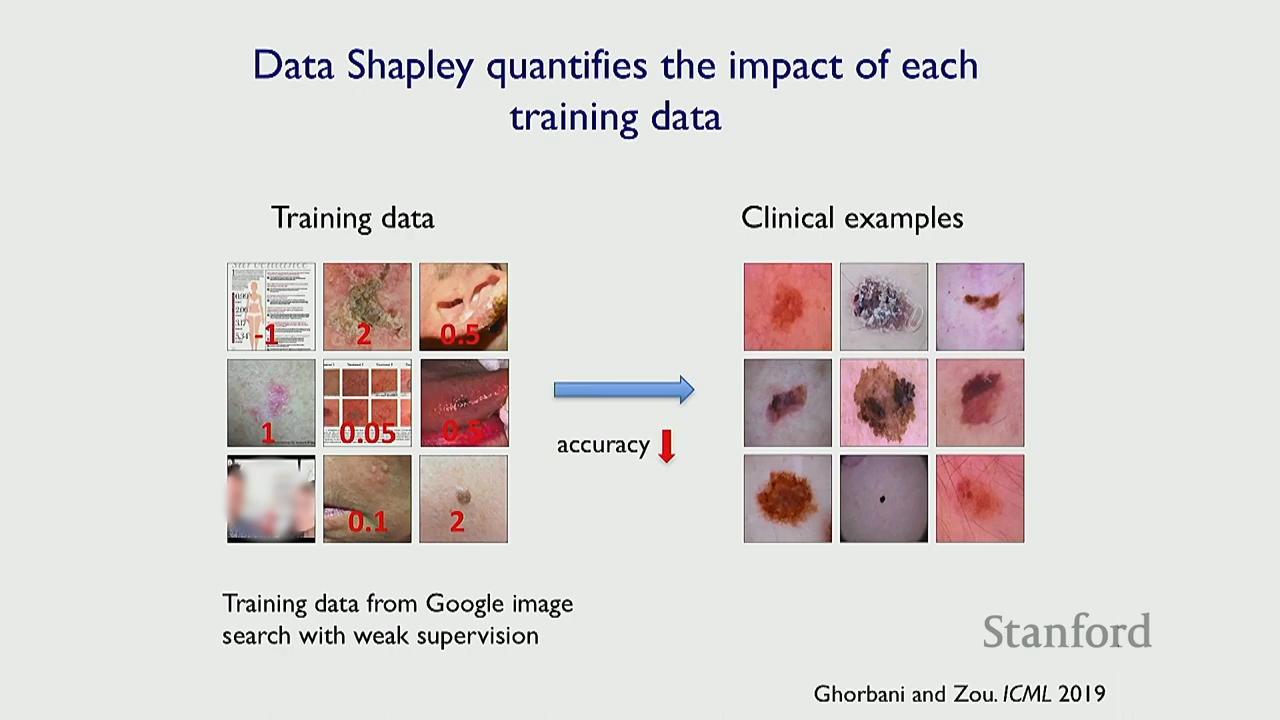 Data Shapley quantifies the impact of each
training data
Training data
Clinical examples
-1
2
0.5
1
0.05
0.5
0.1
2
accuracy
Training data from Google image
search with weak supervision
Stanford
Ghorbani and Zou. ICML 2019